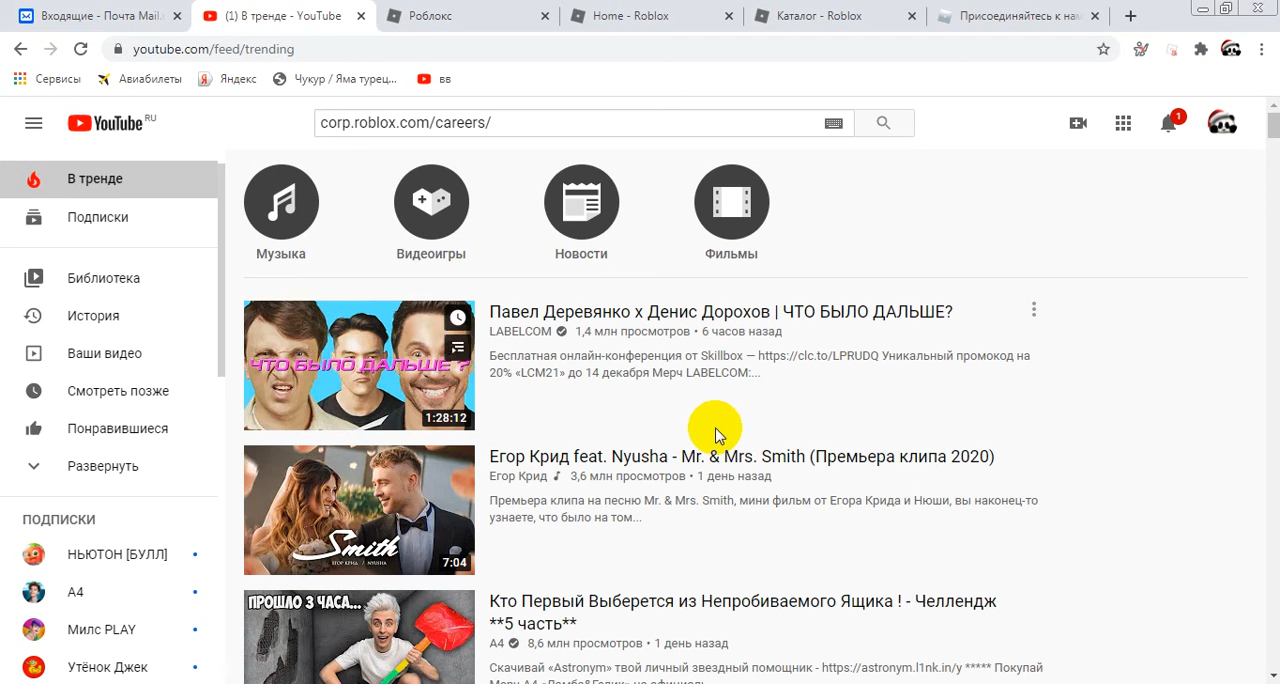 Входящие - Почта Mail.
(1) В тренде - YouTube
Роблокс
Home - Roblox
Каталог - Roblox
Присоединяйтесь к нам
youtube.com/feed/trending
Сервисы
Авиабилеты
Яндекс
Чукур / Яма турец...
вв
YouTube RU
corp.roblox.com/careers/
1
В тренде
Подписки
Библиотека
История
Ваши видео
Смотреть позже
Понравившиеся
Развернуть
ПОДПИСКИ
НЬЮТОН [БУЛЛ]
А4
Милс PLAY
Утёнок Джек
Музыка
Видеоигры
Новости
Фильмы
ЧТО БЫЛО ДАЛЬШЕ ?
1:28:12
Павел Деревянко х Денис Дорохов | ЧТО БЫЛО ДАЛЬШЕ?
LABELCOM 1,4 млн просмотров • 6 часов назад
Бесплатная онлайн-конференция от Skillbox — https://clc.to/LPRUDQ Уникальный промокод на
20% «LCM21» до 14 декабря Мерч LABELCOM:...
Smith
ЕГОР КРИД NYUSHA
7:04
Егор Крид feat. Nyusha - Mr. & Mrs. Smith (Премьера клипа 2020)
Егор Крид 3,6 млн просмотров • 1 день назад
Премьера клипа на песню Mr. & Mrs. Smith, мини фильм от Егора Крида и Нюши, вы наконец-то
узнаете, что было на том...
ПРОШЛО 3 ЧАСА...
Кто Первый Выберется из Непробиваемого Ящика ! - Челлендж
**5 часть**
А4 8,6 млн просмотров • 1 день назад
Скачивай «Astronym» твой личный звездный помощник - https://astronym.l1nk.in/y ***** Покупай